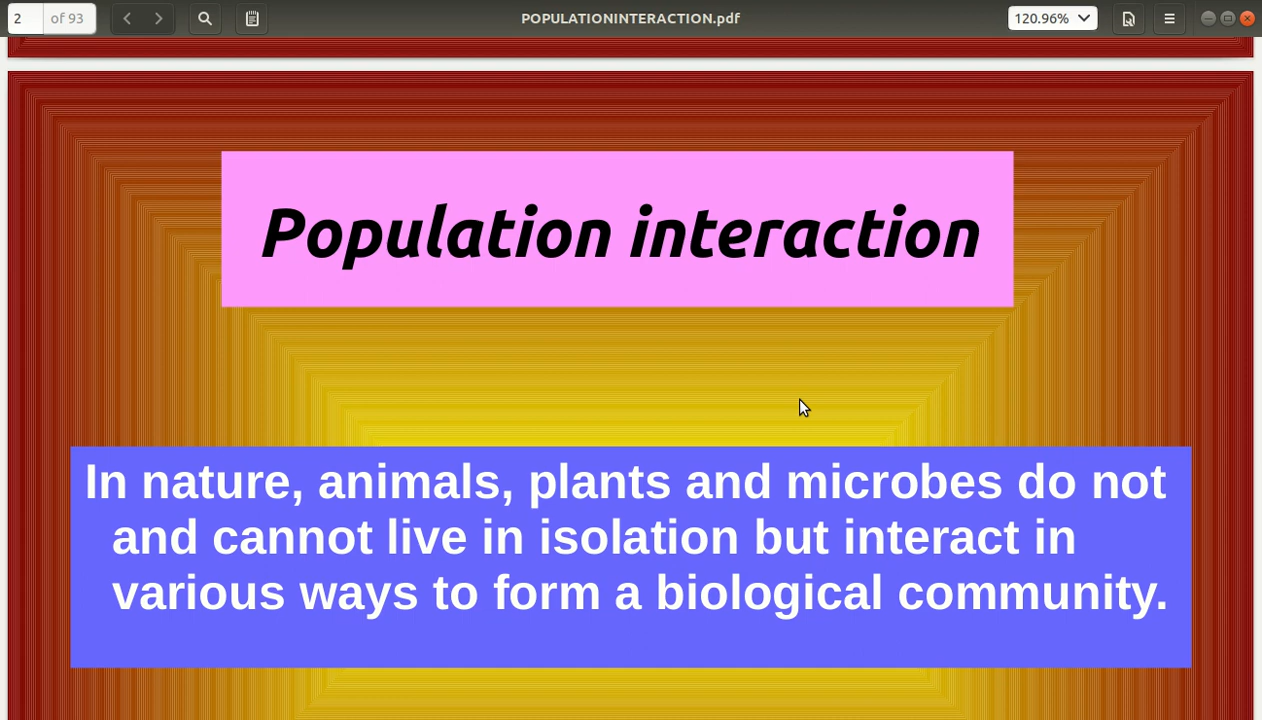 2 of 93 POPULATIONINTERACTION.pdf 120.96%
Population interaction
In nature, animals, plants and microbes do not
and cannot live in isolation but interact in
various ways to form a biological community.